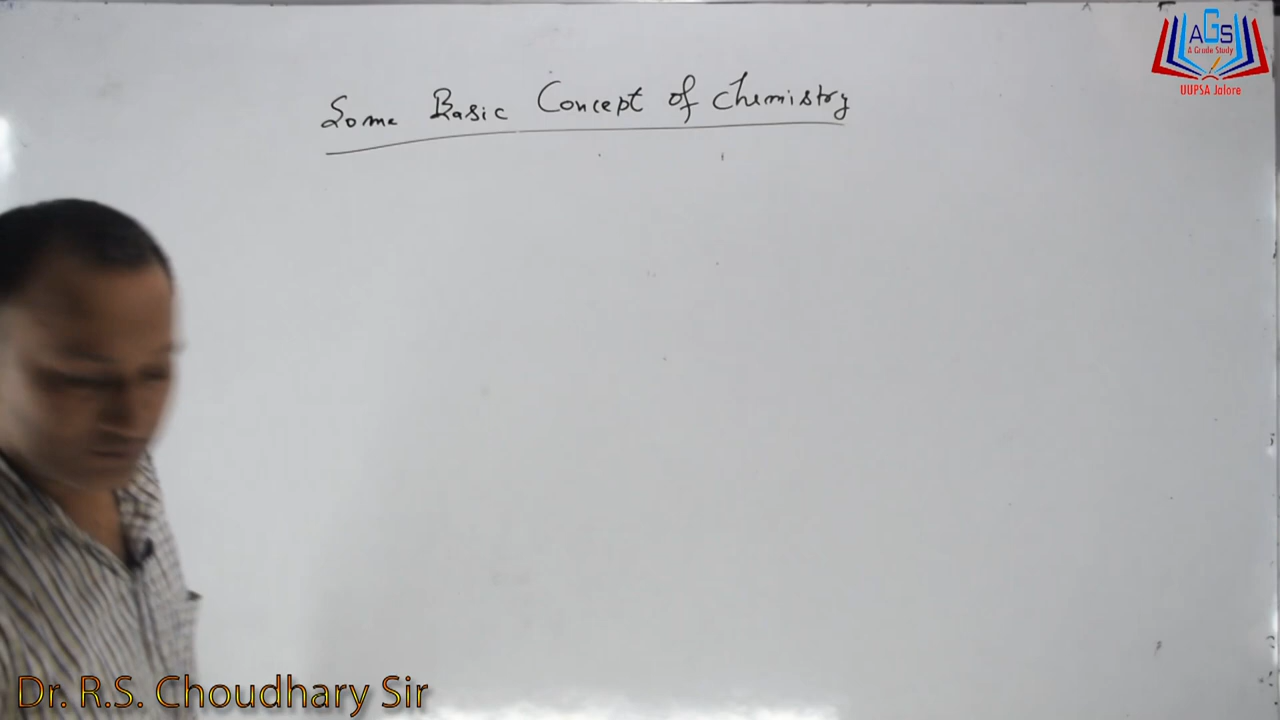 Some Basic Concept of Chemistry
AGS
A Grade Study
UUPSA Jalore
Dr. R.S. Choudhary Sir